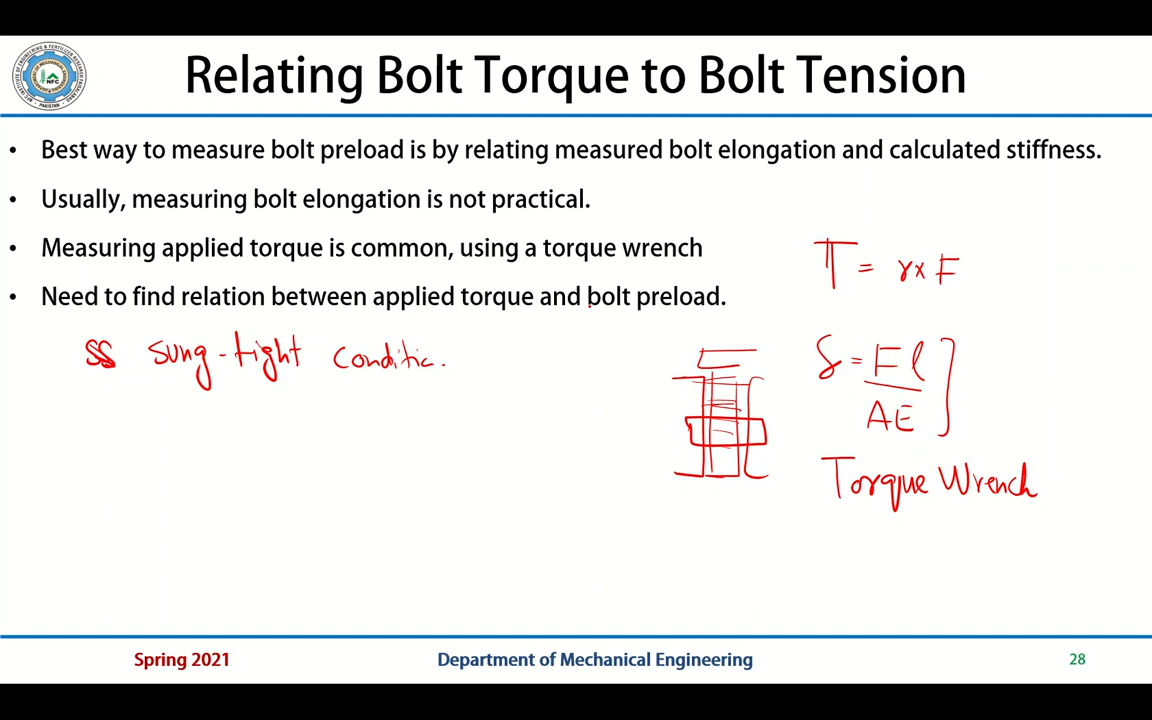 Relating Bolt Torque to Bolt Tension
• Best way to measure bolt preload is by relating measured bolt elongation and calculated stiffness.
• Usually, measuring bolt elongation is not practical.
• Measuring applied torque is common, using a torque wrench
• Need to find relation between applied torque and bolt preload.
T = r x F
SS sung-tight conditic.
δ = Fl / AE
Torque Wrench
Spring 2021
Department of Mechanical Engineering
28